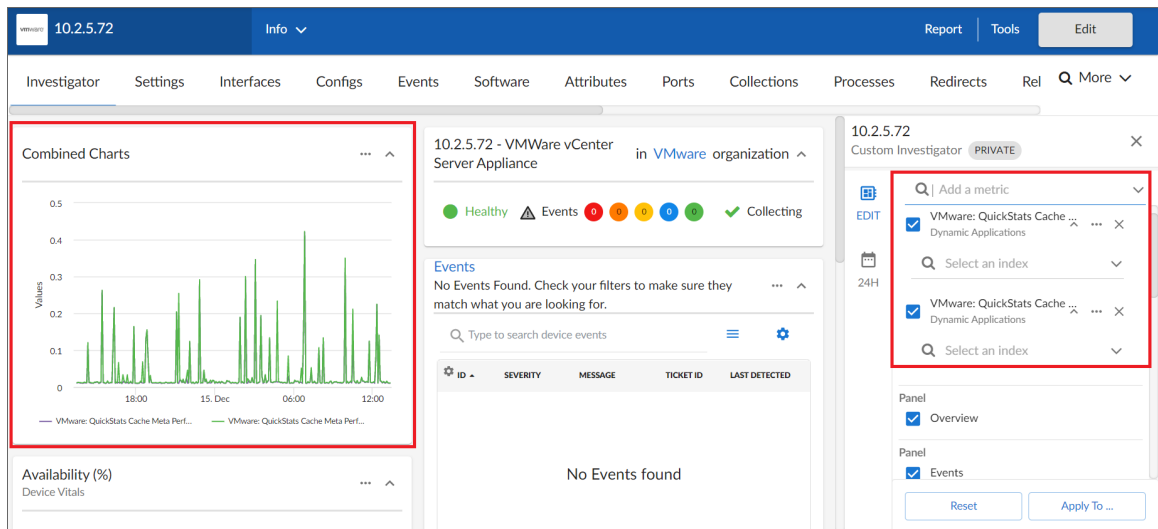 vmware 10.2.5.72
Info
Report
Tools
Edit
Investigator
Settings
Interfaces
Configs
Events
Software
Attributes
Ports
Collections
Processes
Redirects
Rel
More
Combined Charts
Values
0.5
0.4
0.3
0.2
0.1
0
18:00
15. Dec
06:00
12:00
VMware: QuickStats Cache Meta Perf...
VMware: QuickStats Cache Meta Perf...
Availability (%)
Device Vitals
10.2.5.72 - VMWare vCenter
Server Appliance
in VMware organization
Healthy
Events 0 0 0 0 0
Collecting
Events
No Events Found. Check your filters to make sure they
match what you are looking for.
Type to search device events
ID
SEVERITY
MESSAGE
TICKET ID
LAST DETECTED
No Events found
10.2.5.72
Custom Investigator PRIVATE
EDIT
24H
Add a metric
VMware: QuickStats Cache ...
Dynamic Applications
Select an index
VMware: QuickStats Cache ...
Dynamic Applications
Select an index
Panel
Overview
Panel
Events
Reset
Apply To ...